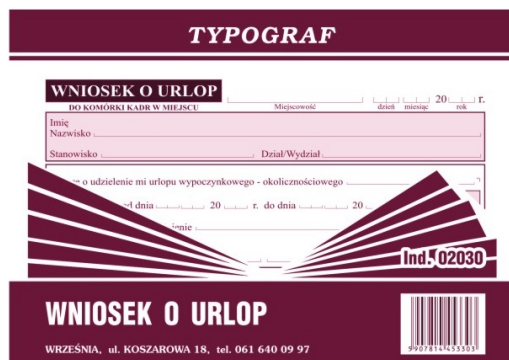 TYPOGRAF
WNIOSEK O URLOP
DO KOMÓRKI KADR W MIEJSCU Miejscowość dzień miesiąc 20 rok r.
Imię
Nazwisko
Stanowisko Dział/Wydział
o udzielenie mi urlopu wypoczynkowego - okolicznościowego
od dnia 20 r. do dnia 20
Ind. 02030
WNIOSEK O URLOP
WRZEŚNIA, ul. KOSZAROWA 18, tel. 061 640 09 97
5907814453303